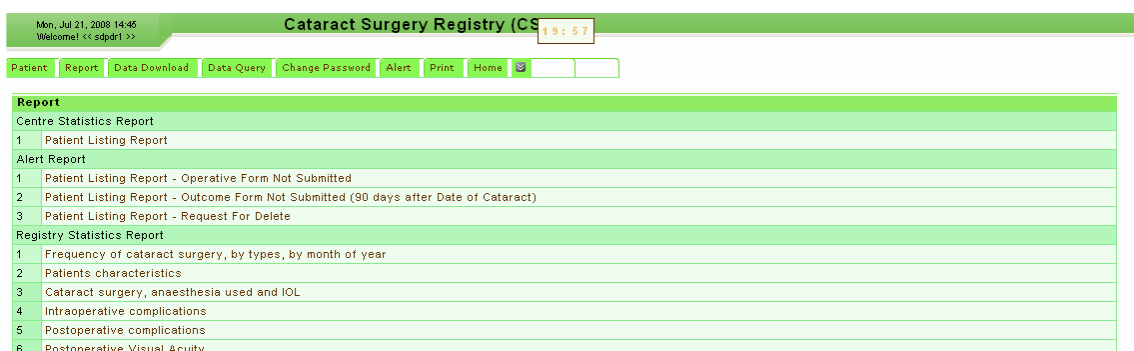 Mon, Jul 21, 2008 14:45
Welcome! << sdpdr1 >>
Cataract Surgery Registry (CS
19:57
Patient Report Data Download Data Query Change Password Alert Print Home
Report
Centre Statistics Report
1 Patient Listing Report
Alert Report
1 Patient Listing Report - Operative Form Not Submitted
2 Patient Listing Report - Outcome Form Not Submitted (90 days after Date of Cataract)
3 Patient Listing Report - Request For Delete
Registry Statistics Report
1 Frequency of cataract surgery, by types, by month of year
2 Patients characteristics
3 Cataract surgery, anaesthesia used and IOL
4 Intraoperative complications
5 Postoperative complications
6 Postoperative Visual Acuity